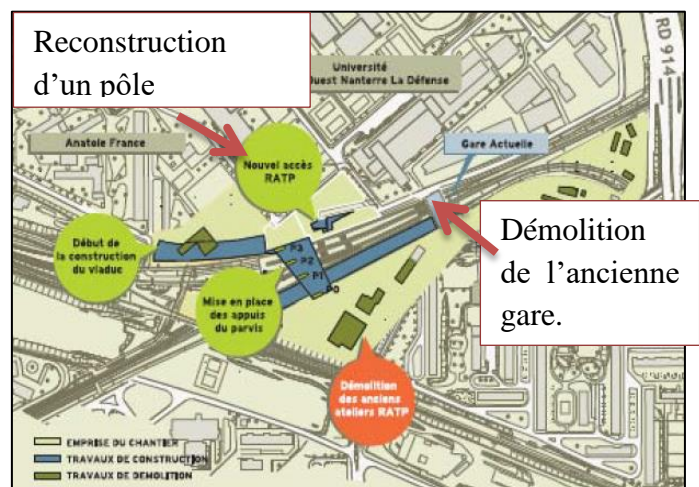 Reconstruction
d'un pôle
Université
Ouest Nanterre La Défense
RD 914
Anatole France
Nouvel accès
RATP
Gare Actuelle
Démolition
de l'ancienne
gare.
Début de
la construction
du viaduc
P3
P2
P1
P0
Mise en place
des appuis
du parvis
Démolition
des anciens
ateliers RATP
EMPRISE DU CHANTIER
TRAVAUX DE CONSTRUCTION
TRAVAUX DE DEMOLITION